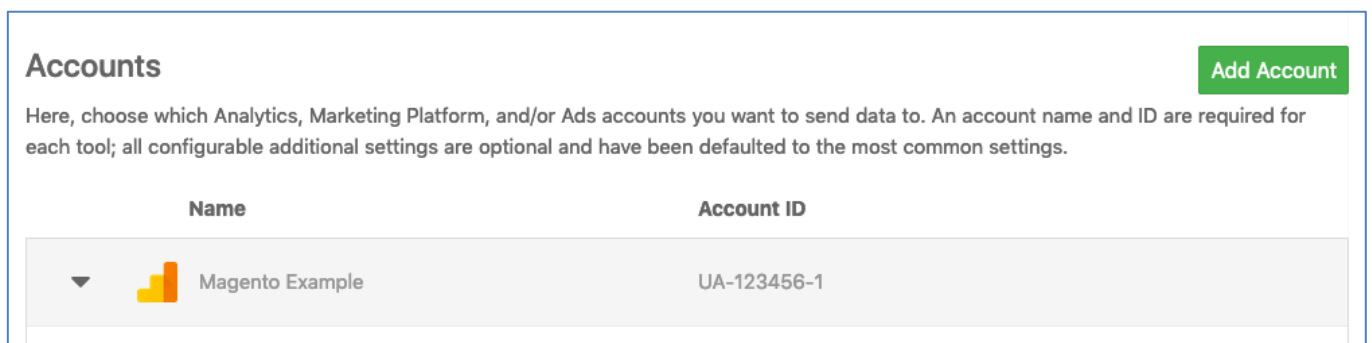 Accounts
Add Account
Here, choose which Analytics, Marketing Platform, and/or Ads accounts you want to send data to. An account name and ID are required for
each tool; all configurable additional settings are optional and have been defaulted to the most common settings.
Name Account ID
Magento Example UA-123456-1